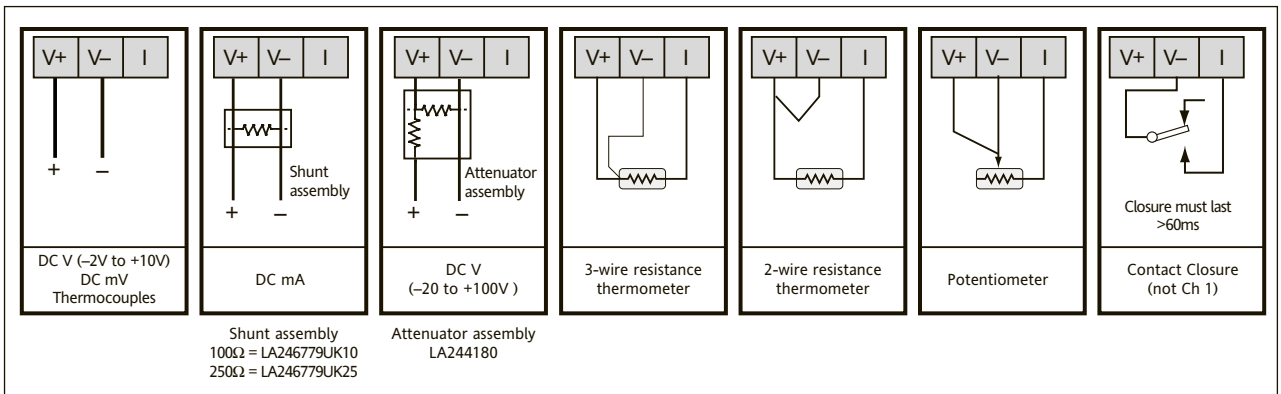 V+ V– I
+ –
DC V (–2V to +10V)
DC mV
Thermocouples
V+ V– I
Shunt
assembly
+ –
DC mA
Shunt assembly
100Ω = LA246779UK10
250Ω = LA246779UK25
V+ V– I
Attenuator
assembly
+ –
DC V
(–20 to +100V )
Attenuator assembly
LA244180
V+ V– I
3-wire resistance
thermometer
V+ V– I
2-wire resistance
thermometer
V+ V– I
Potentiometer
V+ V– I
Closure must last
>60ms
Contact Closure
(not Ch 1)